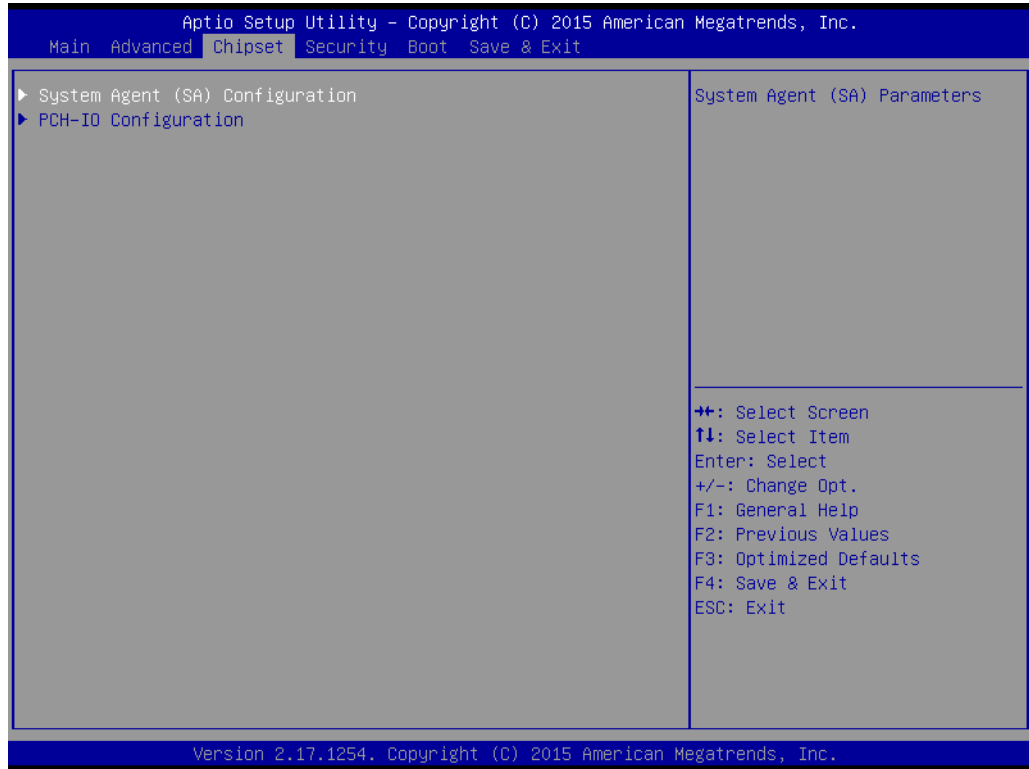 Aptio Setup Utility – Copyright (C) 2015 American Megatrends, Inc.
Main Advanced Chipset Security Boot Save & Exit
▶ System Agent (SA) Configuration
▶ PCH-IO Configuration
System Agent (SA) Parameters
→←: Select Screen
↑↓: Select Item
Enter: Select
+/-: Change Opt.
F1: General Help
F2: Previous Values
F3: Optimized Defaults
F4: Save & Exit
ESC: Exit
Version 2.17.1254. Copyright (C) 2015 American Megatrends, Inc.